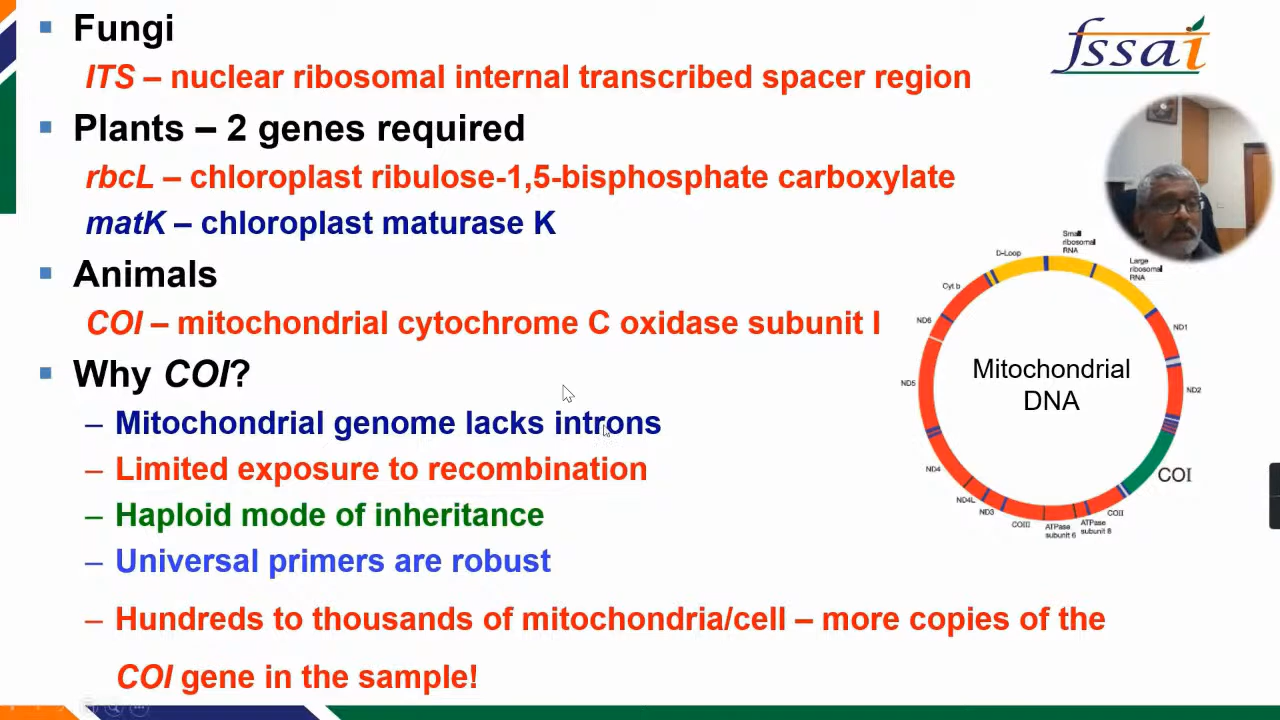 Fungi
ITS – nuclear ribosomal internal transcribed spacer region
Plants – 2 genes required
rbcL – chloroplast ribulose-1,5-bisphosphate carboxylate
matK – chloroplast maturase K
Animals
COI – mitochondrial cytochrome C oxidase subunit I
Why COI?
– Mitochondrial genome lacks introns
– Limited exposure to recombination
– Haploid mode of inheritance
– Universal primers are robust
– Hundreds to thousands of mitochondria/cell – more copies of the
COI gene in the sample!
fssai
Small
ribosomal
RNA
D-Loop
Large
ribosomal
RNA
Cyt b
ND6
ND1
Mitochondrial
DNA
ND5
ND2
ND4
COI
ND4L
ND3
COIII
ATPase
subunit 6
ATPase
subunit 8
COII